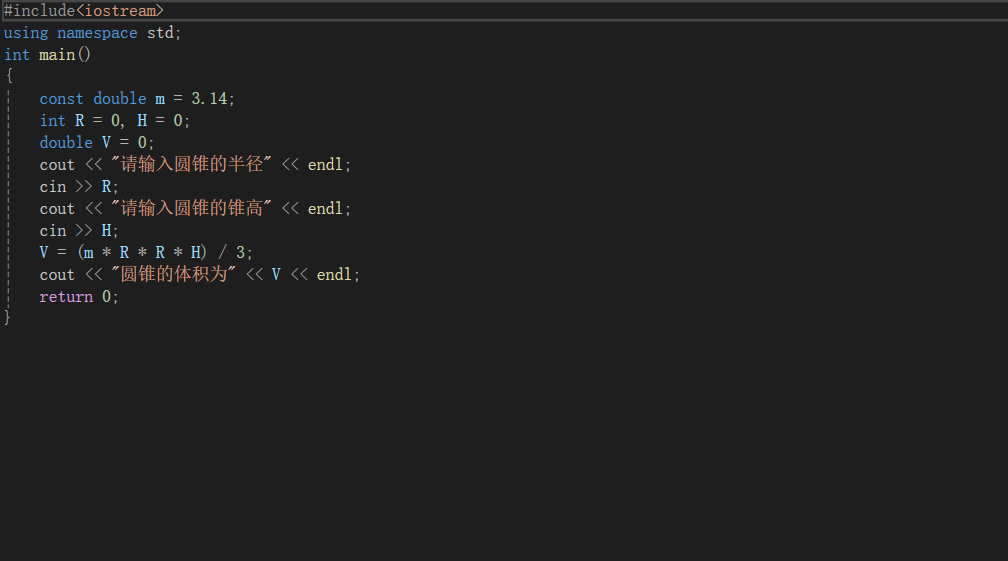 #include<iostream>
using namespace std;
int main()
{
const double m = 3.14;
int R = 0, H = 0;
double V = 0;
cout << "请输入圆锥的半径" << endl;
cin >> R;
cout << "请输入圆锥的锥高" << endl;
cin >> H;
V = (m * R * R * H) / 3;
cout << "圆锥的体积为" << V << endl;
return 0;
}